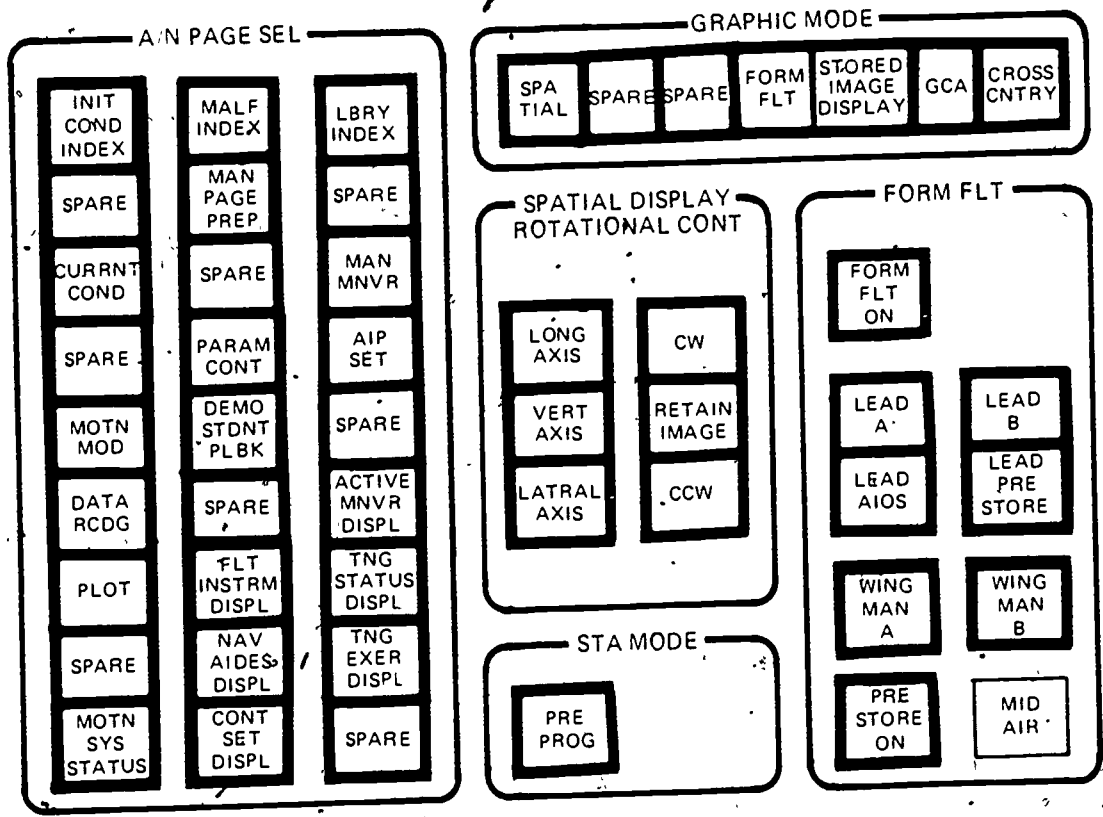 A/N PAGE SEL
INIT
COND
INDEX
SPARE
CURRNT
COND
SPARE
MOTN
MOD
DATA
RCDG
PLOT
SPARE
MOTN
SYS
STATUS
MALF
INDEX
MAN
PAGE
PREP
SPARE
PARAM
CONT
DEMO
STDNT
PLBK
SPARE
FLT
INSTRM
DISPL
NAV
AIDES
DISPL
CONT
SET
DISPL
LBRY
INDEX
SPARE
MAN
MNVR
AIP
SET
SPARE
ACTIVE
MNVR
DISPL
TNG
STATUS
DISPL
TNG
EXER
DISPL
SPARE
GRAPHIC MODE
SPA
TIAL
SPARE
SPARE
FORM
FLT
STORED
IMAGE
DISPLAY
GCA
CROSS
CNTRY
SPATIAL DISPLAY
ROTATIONAL CONT
LONG
AXIS
VERT
AXIS
LATRAL
AXIS
CW
RETAIN
IMAGE
CCW
STA MODE
PRE
PROG
FORM FLT
FORM
FLT
ON
LEAD
A
LEAD
B
LEAD
AIOS
LEAD
PRE
STORE
WING
MAN
A
WING
MAN
B
PRE
STORE
ON
MID
AIR